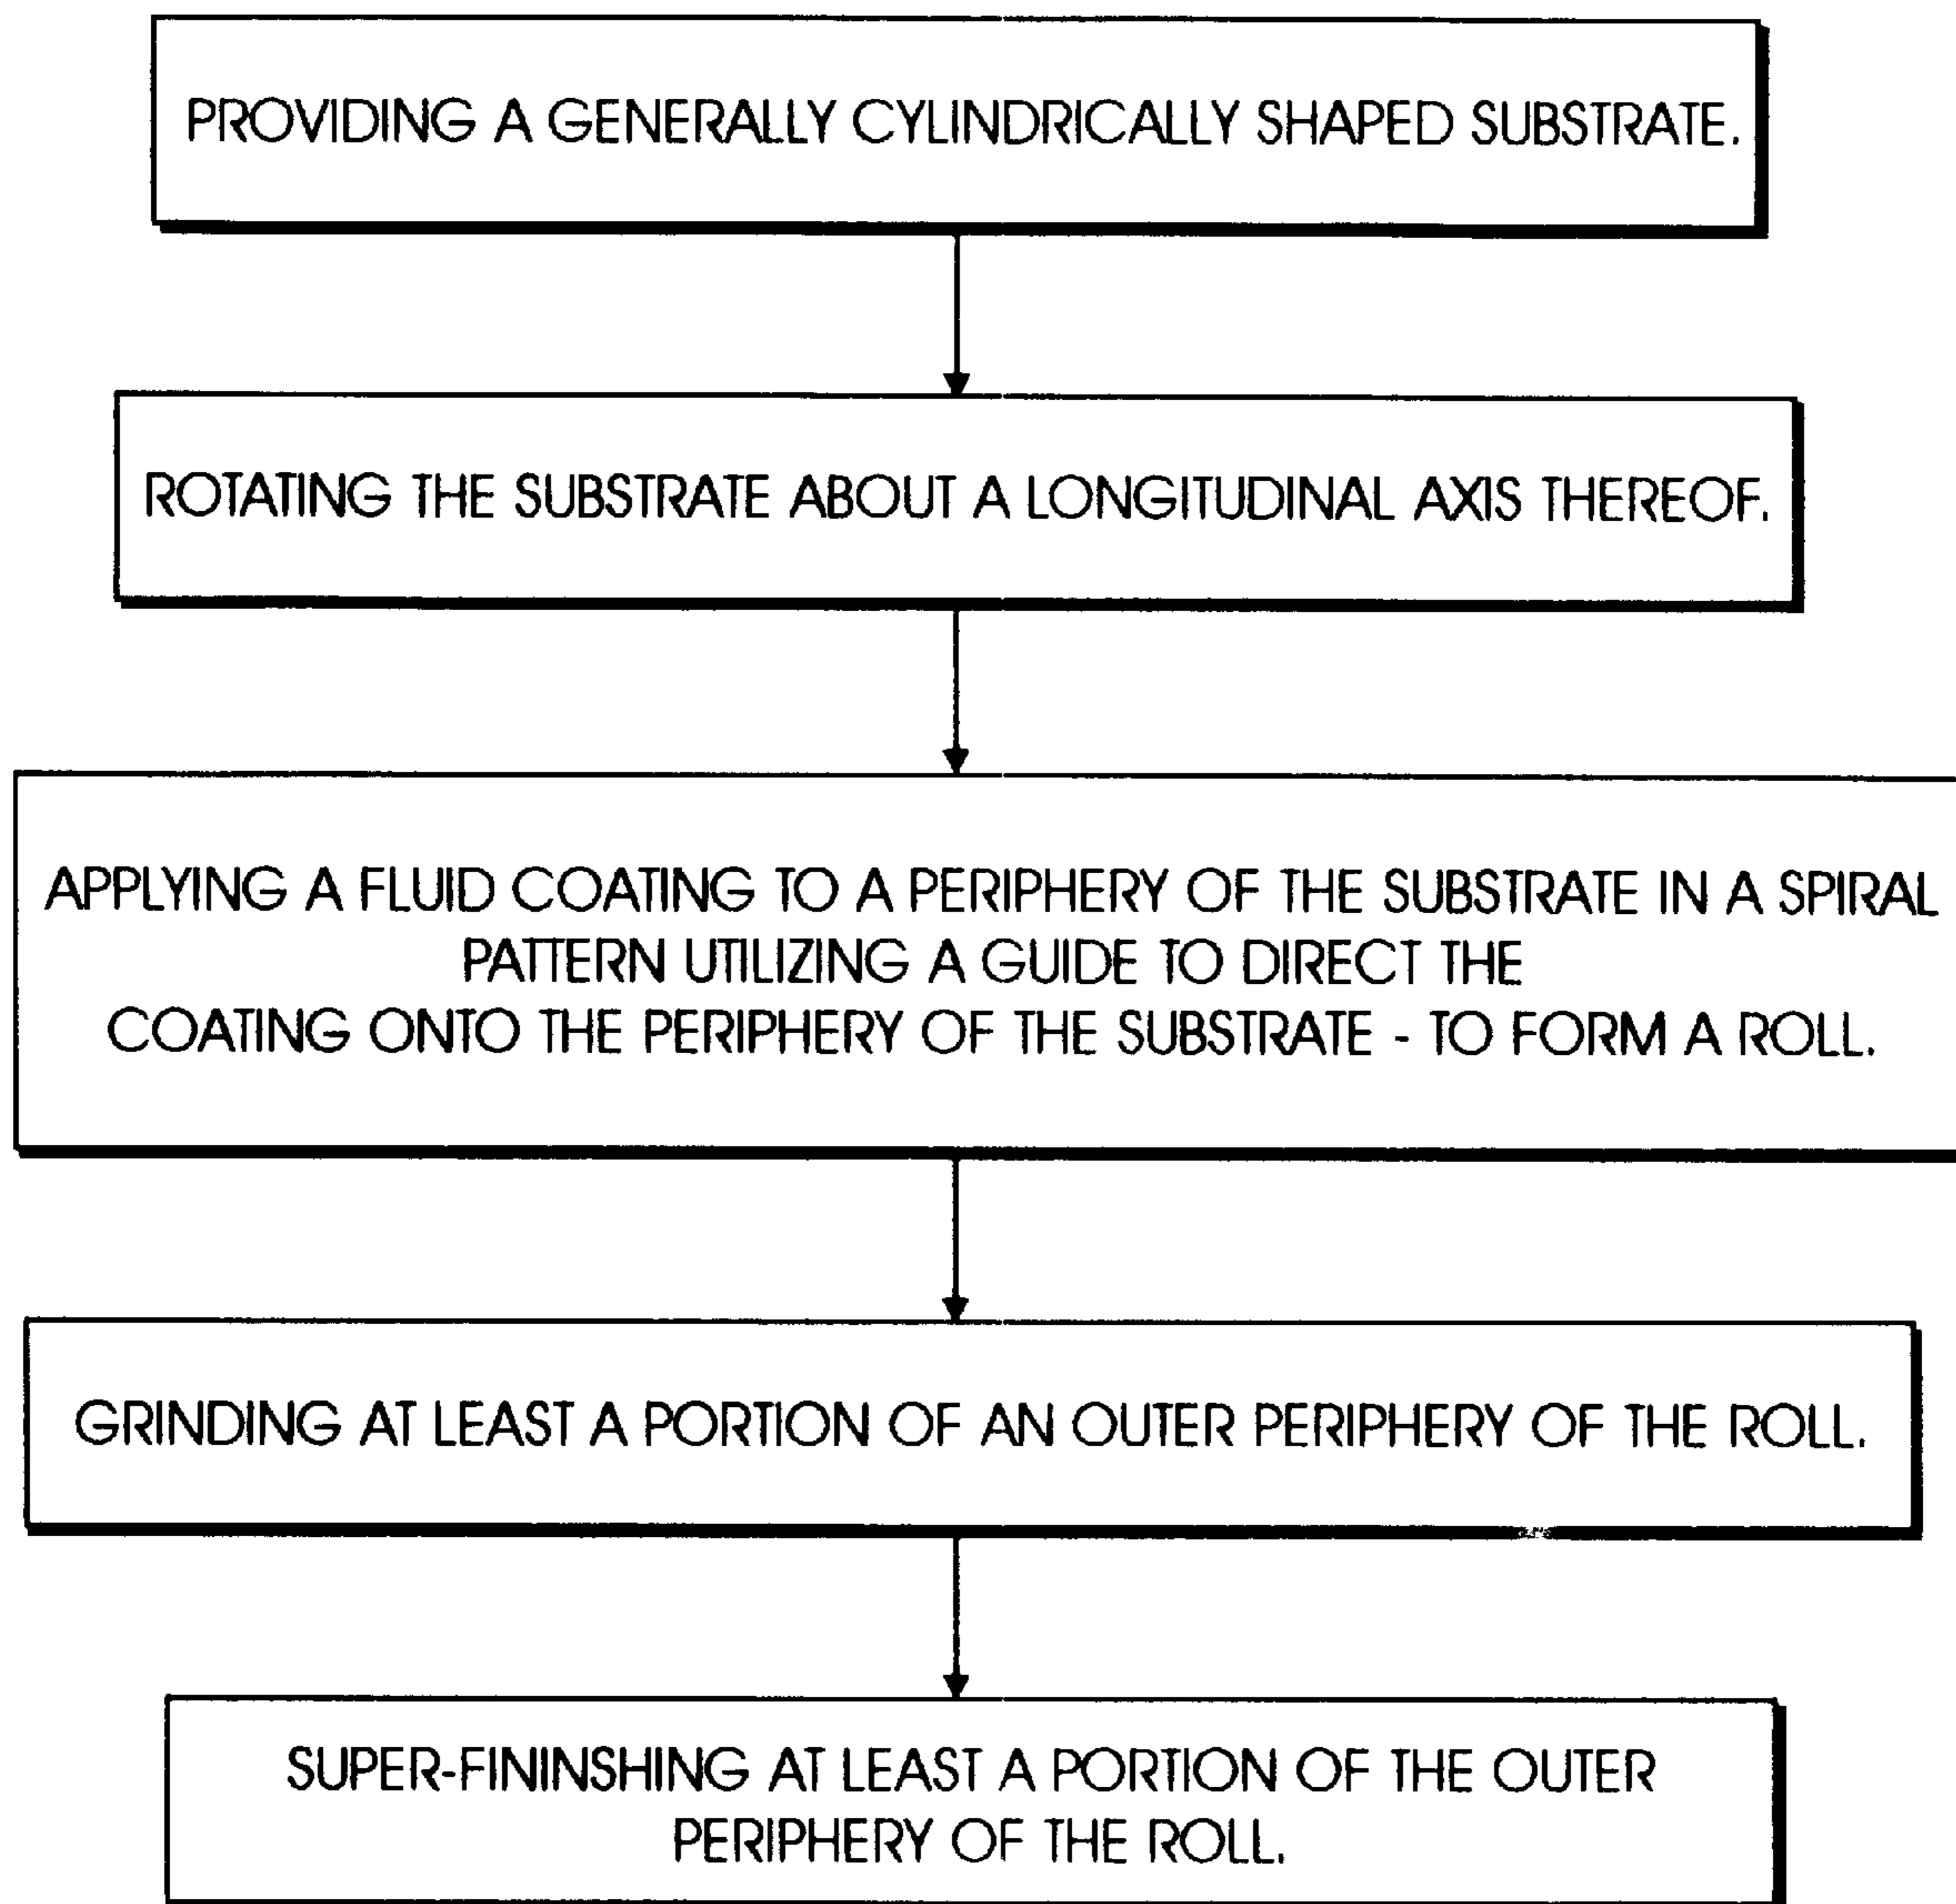 PROVIDING A GENERALLY CYLINDRICALLY SHAPED SUBSTRATE.
ROTATING THE SUBSTRATE ABOUT A LONGITUDINAL AXIS THEREOF.
APPLYING A FLUID COATING TO A PERIPHERY OF THE SUBSTRATE IN A SPIRAL
PATTERN UTILIZING A GUIDE TO DIRECT THE
COATING ONTO THE PERIPHERY OF THE SUBSTRATE - TO FORM A ROLL.
GRINDING AT LEAST A PORTION OF AN OUTER PERIPHERY OF THE ROLL.
SUPER-FININSHING AT LEAST A PORTION OF THE OUTER
PERIPHERY OF THE ROLL.